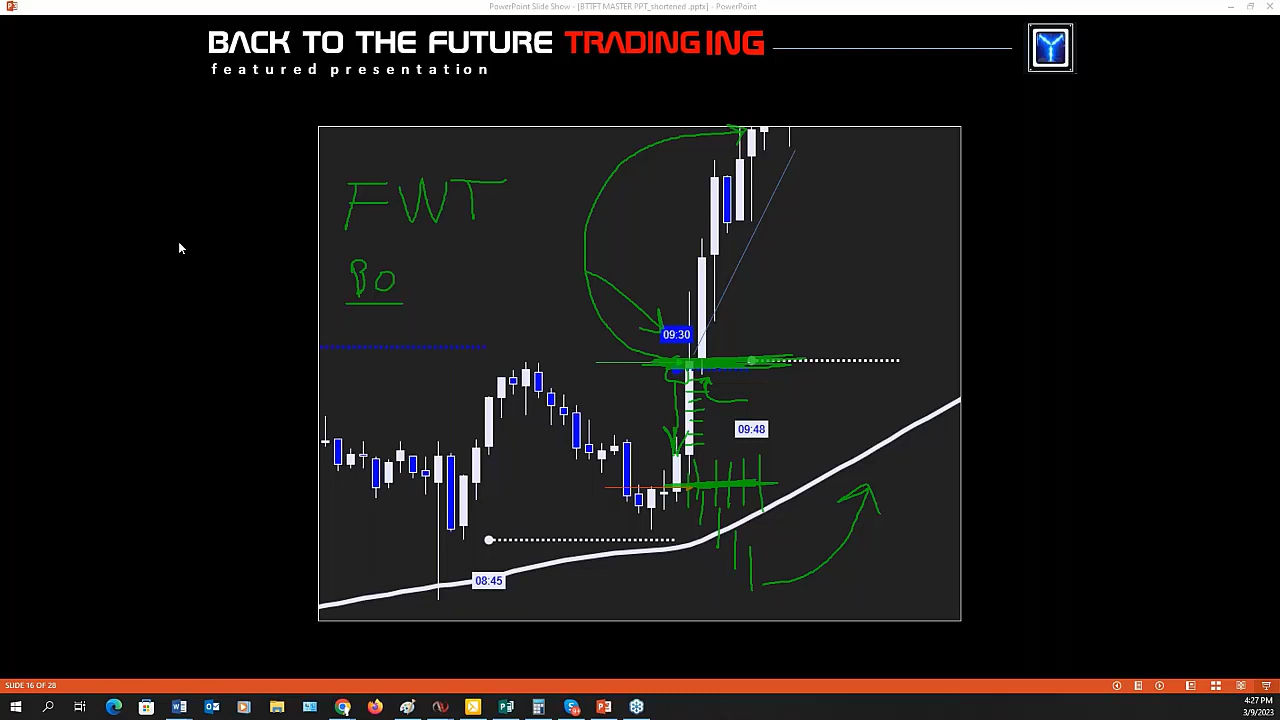 PowerPoint Slide Show - [BTTFT MASTER PPT_shortened .pptx] - PowerPoint
BACK TO THE FUTURE TRADING ING
featured presentation
FWT
BO
09:30
09:48
08:45
SLIDE 16 OF 28
4:27 PM
3/9/2023